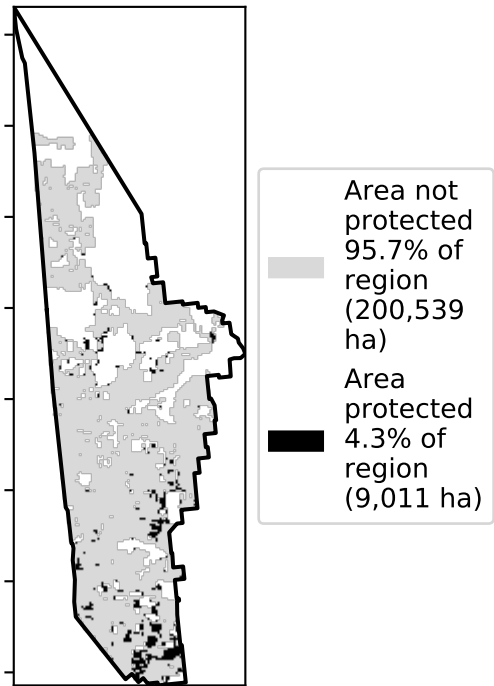 Area not
protected
95.7% of
region
(200,539
ha)
Area
protected
4.3% of
region
(9,011 ha)